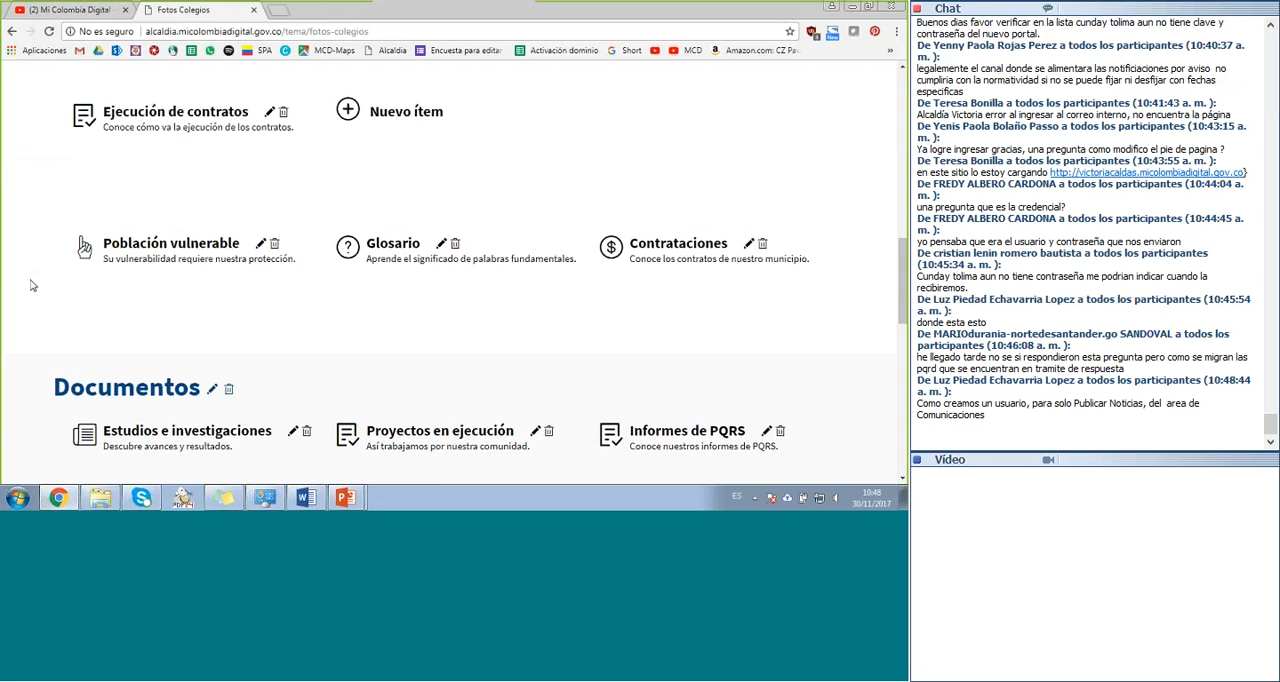 (2) Mi Colombia Digital
Fotos Colegios
No es seguro
alcaldia.micolombiadigital.gov.co/tema/fotos-colegios
Aplicaciones
SPA
MCD-Maps
Alcaldia
Encuesta para editar
Activación dominio
Short
MCD
Amazon.com: CZ Pav
»
Ejecución de contratos
Conoce cómo va la ejecución de los contratos.
Nuevo ítem
Población vulnerable
Su vulnerabilidad requiere nuestra protección.
Glosario
Aprende el significado de palabras fundamentales.
Contrataciones
Conoce los contratos de nuestro municipio.
Documentos
Estudios e investigaciones
Descubre avances y resultados.
Proyectos en ejecución
Así trabajamos por nuestra comunidad.
Informes de PQRS
Conoce nuestros informes de PQRS.
ES
10:48
30/11/2017
Chat
Buenos dias favor verificar en la lista cunday tolima aun no tiene clave y
contraseña del nuevo portal.
De Yenny Paola Rojas Perez a todos los participantes (10:40:37 a.
m. ):
legalemente el canal donde se alimentara las notificiaciones por aviso no
cumpliria con la normatividad si no se puede fijar ni desfijar con fechas
especificas
De Teresa Bonilla a todos los participantes (10:41:43 a. m. ):
Alcaldía Victoria error al ingresar al correo interno, no encuentra la página
De Yenis Paola Bolaño Passo a todos los participantes (10:43:15 a.
m. ):
Ya logre ingresar gracias, una pregunta como modifico el pie de pagina ?
De Teresa Bonilla a todos los participantes (10:43:55 a. m. ):
en este sitio lo estoy cargando http://victoriacaldas.micolombiadigital.gov.co}
De FREDY ALBERO CARDONA a todos los participantes (10:44:04 a.
m. ):
una pregunta que es la credencial?
De FREDY ALBERO CARDONA a todos los participantes (10:44:45 a.
m. ):
yo pensaba que era el usuario y contraseña que nos enviaron
De cristian lenin romero bautista a todos los participantes
(10:45:34 a. m. ):
Cunday tolima aun no tiene contraseña me podrian indicar cuando la
recibiremos.
De Luz Piedad Echavarria Lopez a todos los participantes (10:45:54
a. m. ):
donde esta esto
De MARIOdurania-nortedesantander.go SANDOVAL a todos los
participantes (10:46:08 a. m. ):
he llegado tarde no se si respondieron esta pregunta pero como se migran las
pqrd que se encuentran en tramite de respuesta
De Luz Piedad Echavarria Lopez a todos los participantes (10:48:44
a. m. ):
Como creamos un usuario, para solo Publicar Noticias, del area de
Comunicaciones
Vídeo